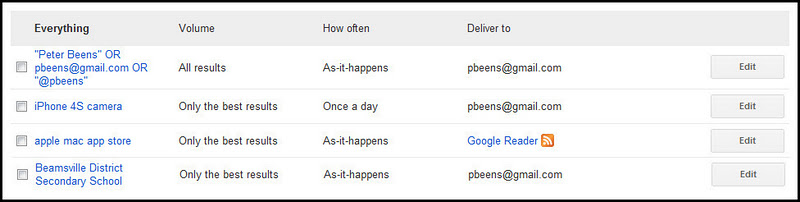 Everything Volume How often Deliver to
"Peter Beens" OR
pbeens@gmail.com OR
"@pbeens"
All results As-it-happens pbeens@gmail.com Edit
iPhone 4S camera Only the best results Once a day pbeens@gmail.com Edit
apple mac app store Only the best results As-it-happens Google Reader Edit
Beamsville District
Secondary School
Only the best results As-it-happens pbeens@gmail.com Edit